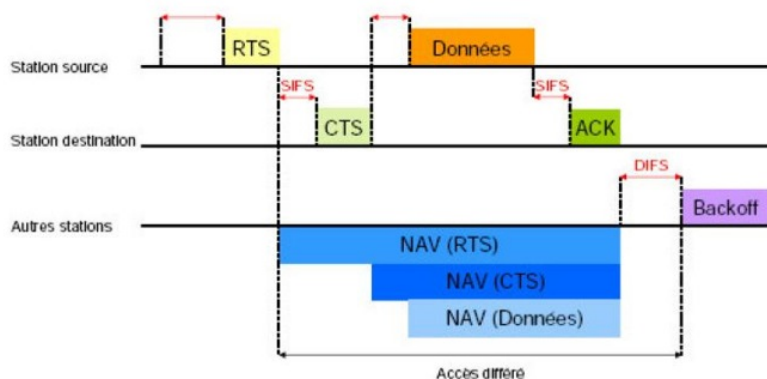 RTS
Données
Station source
SIFS
SIFS
CTS
ACK
Station destination
DIFS
Backoff
Autres stations
NAV (RTS)
NAV (CTS)
NAV (Données)
Accès différé